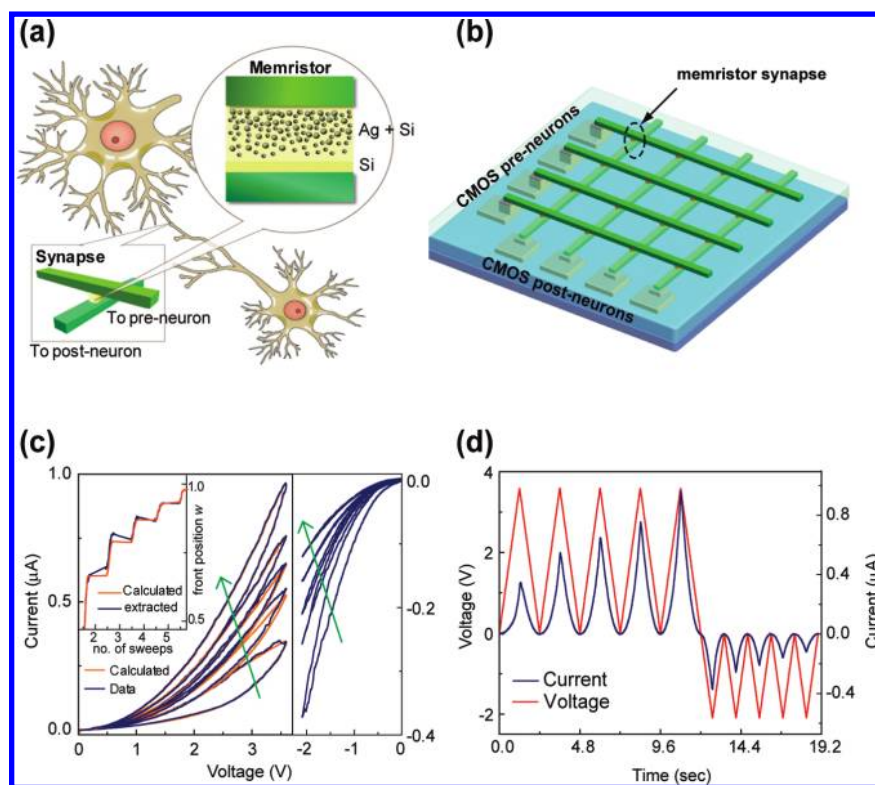 (a)
Memristor
Ag + Si
Si
Synapse
To pre-neuron
To post-neuron
(b)
memristor synapse
CMOS pre-neurons
CMOS post-neurons
(c)
1.0
0.5
0.0
Current (μA)
1.0
0.5
front position w
Calculated
extracted
2 3 4 5
no. of sweeps
Calculated
Data
0.0
-0.2
-0.4
0 1 2 3 -2 -1 0
Voltage (V)
(d)
4
2
0
-2
Voltage (V)
0.8
0.4
0.0
-0.4
Current (μA)
Current
Voltage
0.0 4.8 9.6 14.4 19.2
Time (sec)